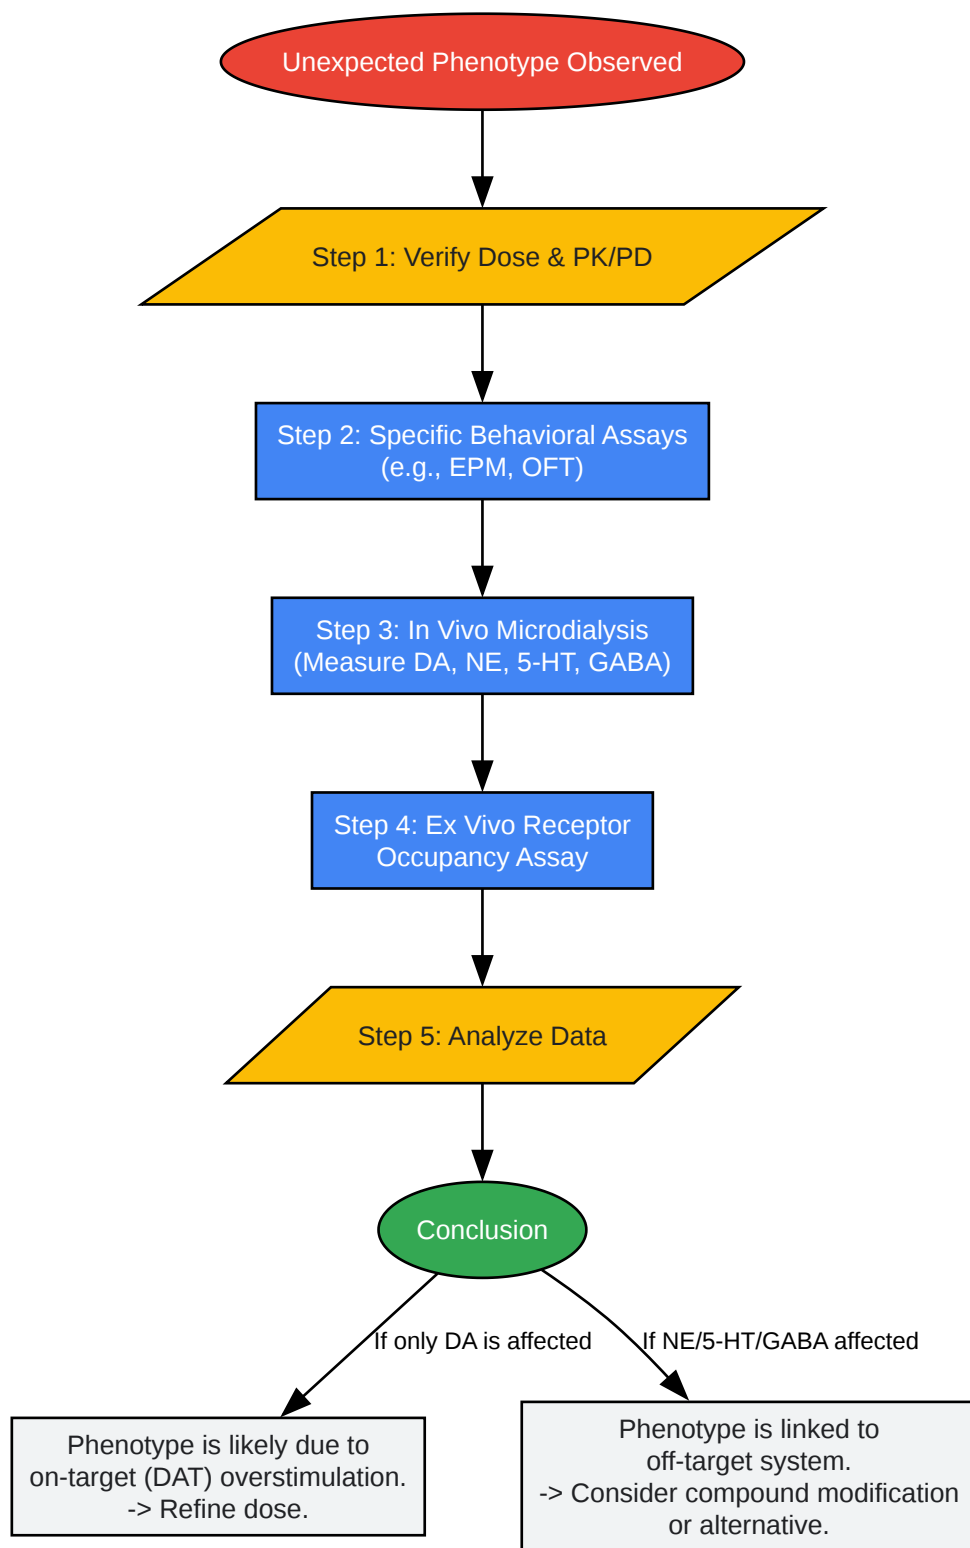 Unexpected Phenotype Observed
Step 1: Verify Dose & PK/PD
Step 2: Specific Behavioral Assays
(e.g., EPM, OFT)
Step 3: In Vivo Microdialysis
(Measure DA, NE, 5-HT, GABA)
Step 4: Ex Vivo Receptor
Occupancy Assay
Step 5: Analyze Data
Conclusion
If only DA is affected
If NE/5-HT/GABA affected
Phenotype is likely due to
on-target (DAT) overstimulation.
-> Refine dose.
Phenotype is linked to
off-target system.
-> Consider compound modification
or alternative.